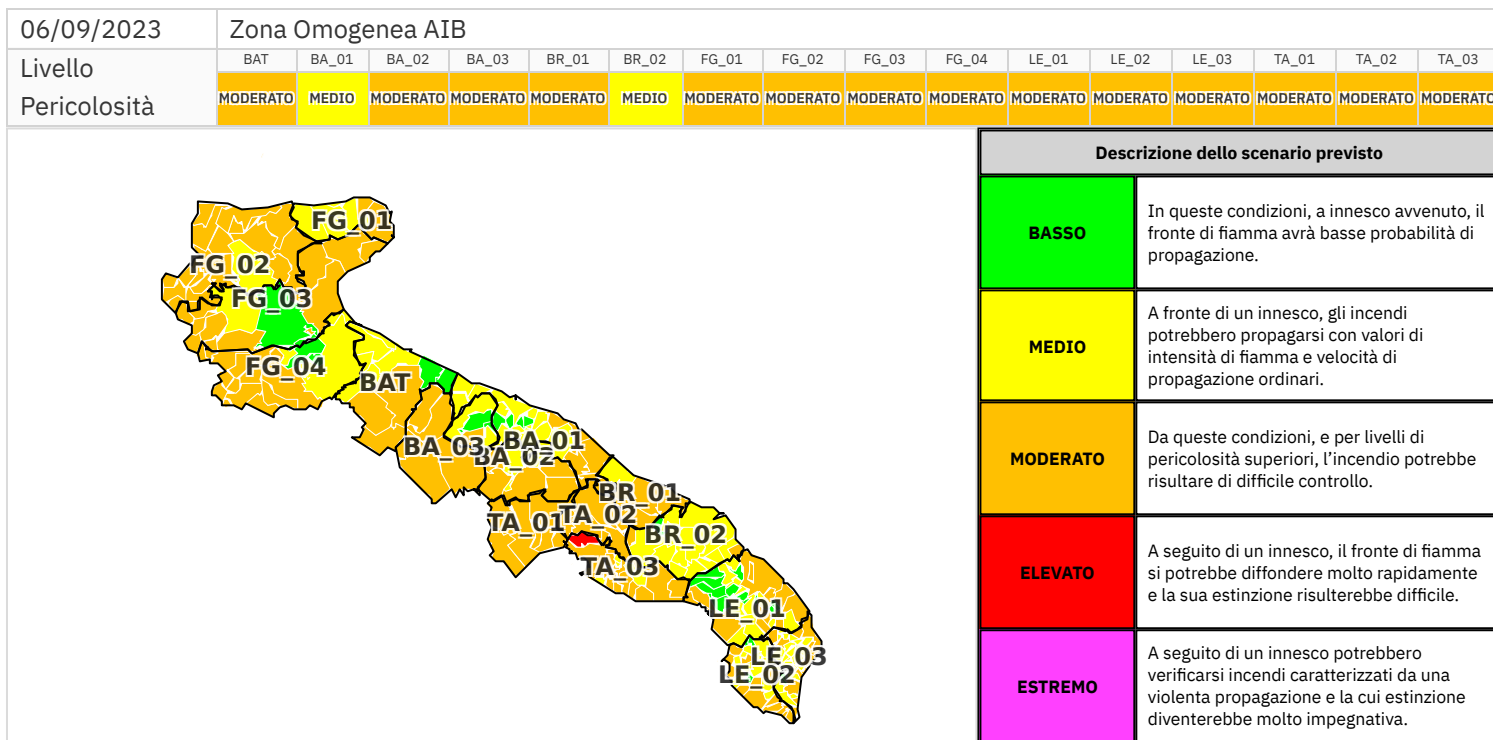 06/09/2023 Zona Omogenea AIB
Livello Pericolosità
BAT BA_01 BA_02 BA_03 BR_01 BR_02 FG_01 FG_02 FG_03 FG_04 LE_01 LE_02 LE_03 TA_01 TA_02 TA_03
MODERATO MEDIO MODERATO MODERATO MODERATO MEDIO MODERATO MODERATO MODERATO MODERATO MODERATO MODERATO MODERATO MODERATO MODERATO MODERATO
FG_01
FG_02
FG_03
FG_04
BAT
BA_03
BA_01
BA_02
BR_01
TA_01
TA_02
BR_02
TA_03
LE_01
LE_03
LE_02
Descrizione dello scenario previsto
BASSO
In queste condizioni, a innesco avvenuto, il
fronte di fiamma avrà basse probabilità di
propagazione.
MEDIO
A fronte di un innesco, gli incendi
potrebbero propagarsi con valori di
intensità di fiamma e velocità di
propagazione ordinari.
MODERATO
Da queste condizioni, e per livelli di
pericolosità superiori, l’incendio potrebbe
risultare di difficile controllo.
ELEVATO
A seguito di un innesco, il fronte di fiamma
si potrebbe diffondere molto rapidamente
e la sua estinzione risulterebbe difficile.
ESTREMO
A seguito di un innesco potrebbero
verificarsi incendi caratterizzati da una
violenta propagazione e la cui estinzione
diventerebbe molto impegnativa.